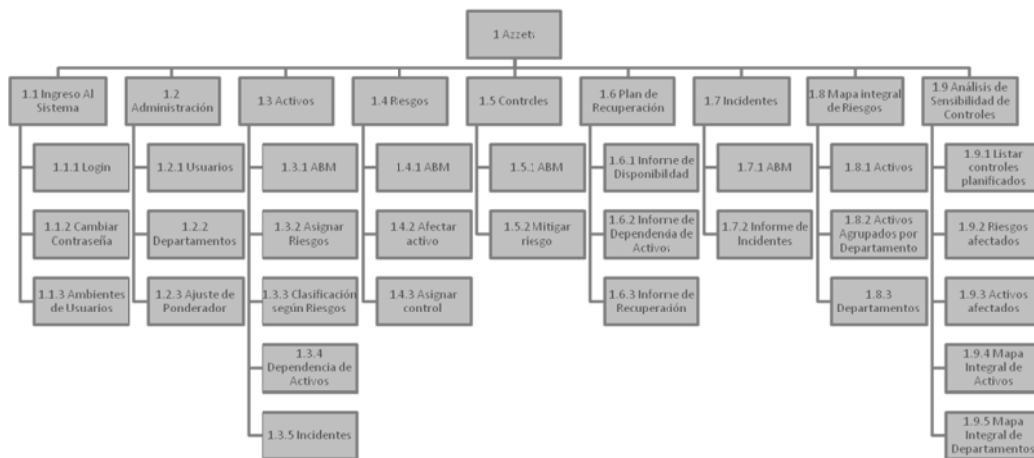 1 Azzets
1.1 Ingreso Al
Sistema
1.2
Administración
1.3 Activos
1.4 Riesgos
1.5 Controles
1.6 Plan de
Recuperación
1.7 Incidentes
1.8 Mapa integral
de Riesgos
1.9 Análisis de
Sensibilidad de
Controles
1.1.1 Login
1.1.2 Cambiar
Contraseña
1.1.3 Ambientes
de Usuarios
1.2.1 Usuarios
1.2.2
Departamentos
1.2.3 Ajuste de
Ponderador
1.3.1 ABM
1.3.2 Asignar
Riesgos
1.3.3 Clasificación
según Riesgos
1.3.4
Dependencia de
Activos
1.3.5 Incidentes
1.4.1 ABM
1.4.2 Afectar
activo
1.4.3 Asignar
control
1.5.1 ABM
1.5.2 Mitigar
riesgo
1.6.1 Informe de
Disponibilidad
1.6.2 Informe de
Dependencia de
Activos
1.6.3 Informe de
Recuperación
1.7.1 ABM
1.7.2 Informe de
Incidentes
1.8.1 Activos
1.8.2 Activos
Agrupados por
Departamento
1.8.3
Departamentos
1.9.1 Listar
controles
planificados
1.9.2 Riesgos
afectados
1.9.3 Activos
afectados
1.9.4 Mapa
Integral de
Activos
1.9.5 Mapa
Integral de
Departamentos